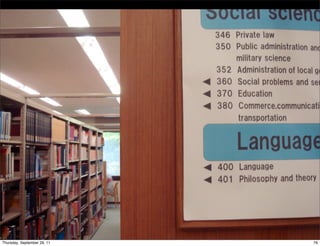 Social scienc
346 Private law
350 Public administration and
military science
352 Administration of local g
◀ 360 Social problems and se
◀ 370 Education
◀ 380 Commerce,communicati
transportation
Language
◀ 400 Language
◀ 401 Philosophy and theory
Thursday, September 29, 11